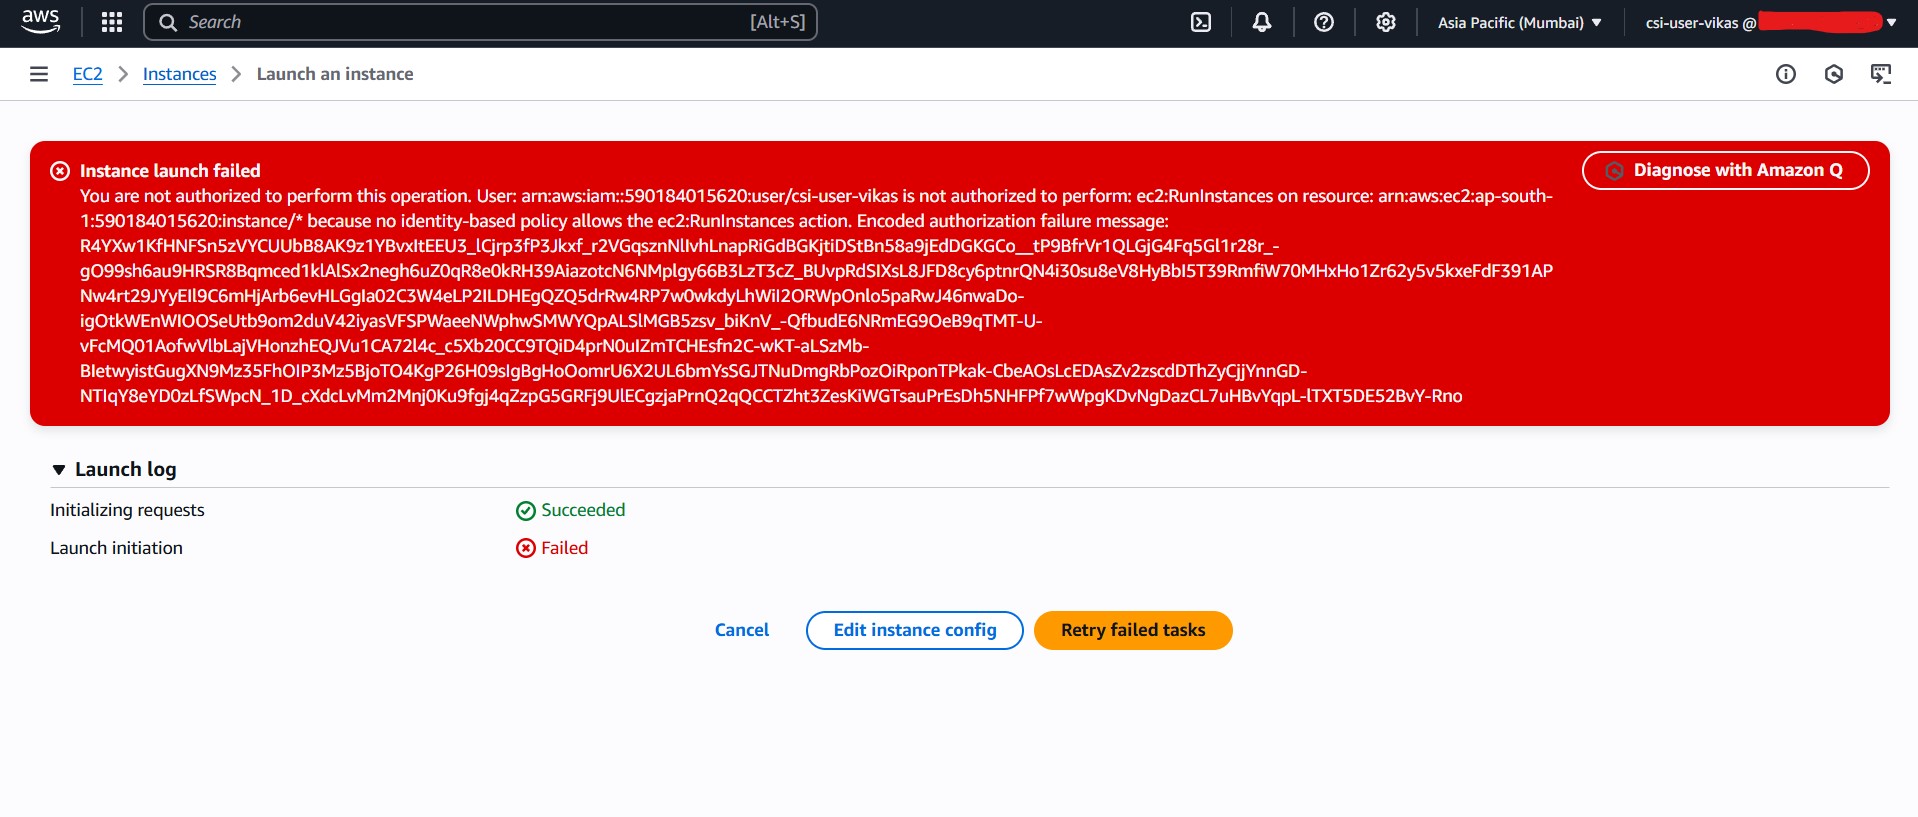 aws
Search [Alt+S] Asia Pacific (Mumbai) csi-user-vikas @
EC2 Instances Launch an instance
Instance launch failed
Diagnose with Amazon Q
You are not authorized to perform this operation. User: arn:aws:iam::590184015620:user/csi-user-vikas is not authorized to perform: ec2:RunInstances on resource: arn:aws:ec2:ap-south-
1:590184015620:instance/* because no identity-based policy allows the ec2:RunInstances action. Encoded authorization failure message:
R4YXw1KfHNFSn5zVYCUUbB8AK9z1YBvxItEEU3_lCjrp3fP3Jkxf_r2VGqsznNlIvhLnapRiGdBGKjtiDStBn58a9jEdDGKGCo__tP9BfrVr1QLGjG4Fq5Gl1r28r_-
gO99sh6au9HRSR8Bqmced1klAlSx2negh6uZ0qR8e0kRH39AiazotcN6NMplgy66B3LzT3cZ_BUvpRdSIXsL8JFD8cy6ptnrQN4i30su8eV8HyBbI5T39RmfiW70MHxHo1Zr62y5v5kxeFdF391AP
Nw4rt29JYyEIl9C6mHjArb6evHLGgIa02C3W4eLP2ILDHEgQZQ5drRw4RP7w0wkdyLhWiI2ORWpOnlo5paRwJ46nwaDo-
igOtkWEnWIOOSeUtb9om2duV42iyasVFSPWaeeNWphwSMWYQpALSlMGB5zsv_biKnV_-QfbudE6NRmEG9OeB9qTMT-U-
vFcMQ01AofwVlbLajVHonzhEQJVu1CA72l4c_c5Xb20CC9TQiD4prN0uIZmTCHEsfn2C-wKT-aLSzMb-
BIetwyistGugXN9Mz35FhOIP3Mz5BjoTO4KgP26H09sIgBgHoOomrU6X2UL6bmYsSGJTNuDmgRbPozOiRponTPkak-CbeAOsLcEDAsZv2zscdDThZyCjjYnnGD-
NTIqY8eYD0zLfSWpcN_1D_cXdcLvMm2Mnj0Ku9fgj4qZzpG5GRFj9UlECgzjaPrnQ2qQCCTZht3ZesKiWGTsauPrEsDh5NHFPf7wWpgKDvNgDazCL7uHBvYqpL-lTXT5DE52BvY-Rno
Launch log
Initializing requests Succeeded
Launch initiation Failed
Cancel Edit instance config Retry failed tasks